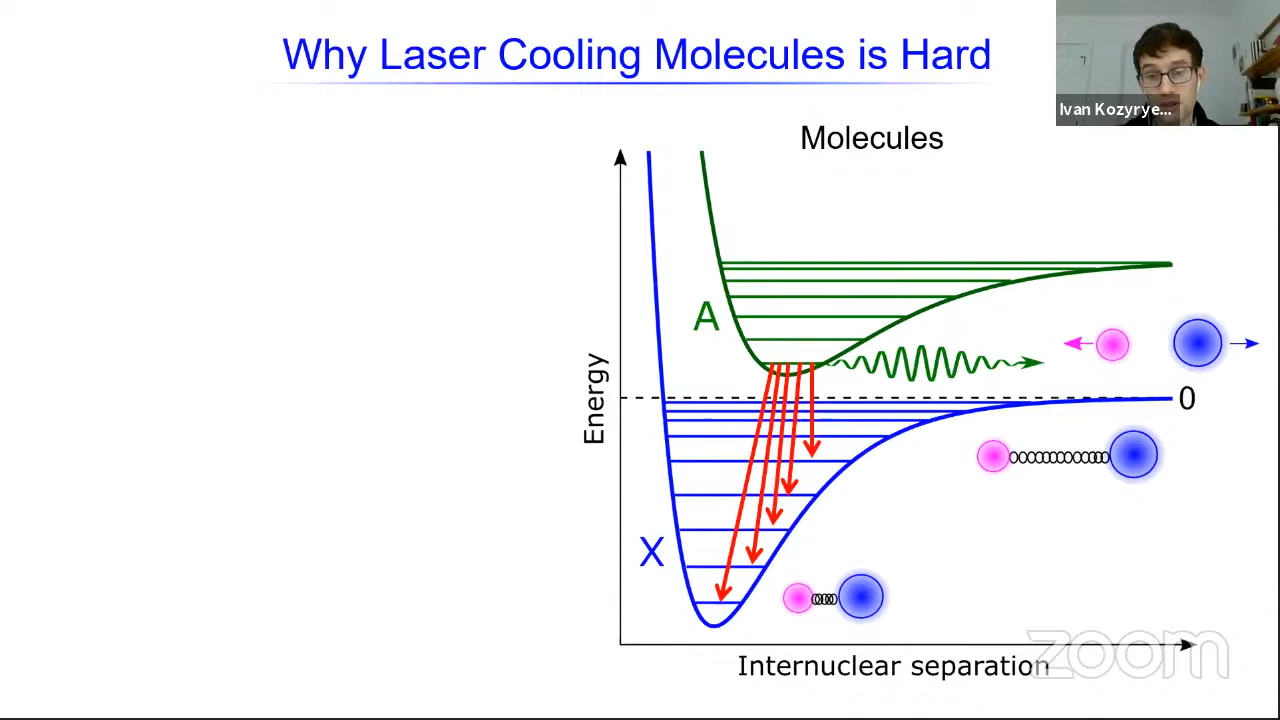 Why Laser Cooling Molecules is Hard
Ivan Kozyrye...
Molecules
A
Energy
0
X
zoom
Internuclear separation